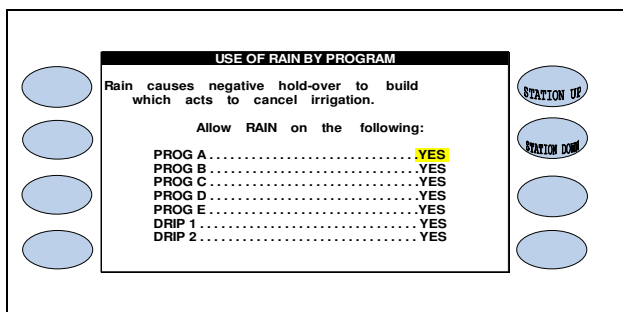 USE OF RAIN BY PROGRAM
Rain causes negative hold-over to build
which acts to cancel irrigation.
Allow RAIN on the following:
PROG A.............................YES
PROG B.............................YES
PROG C.............................YES
PROG D.............................YES
PROG E.............................YES
DRIP 1..............................YES
DRIP 2..............................YES
STATION UP
STATION DOWN